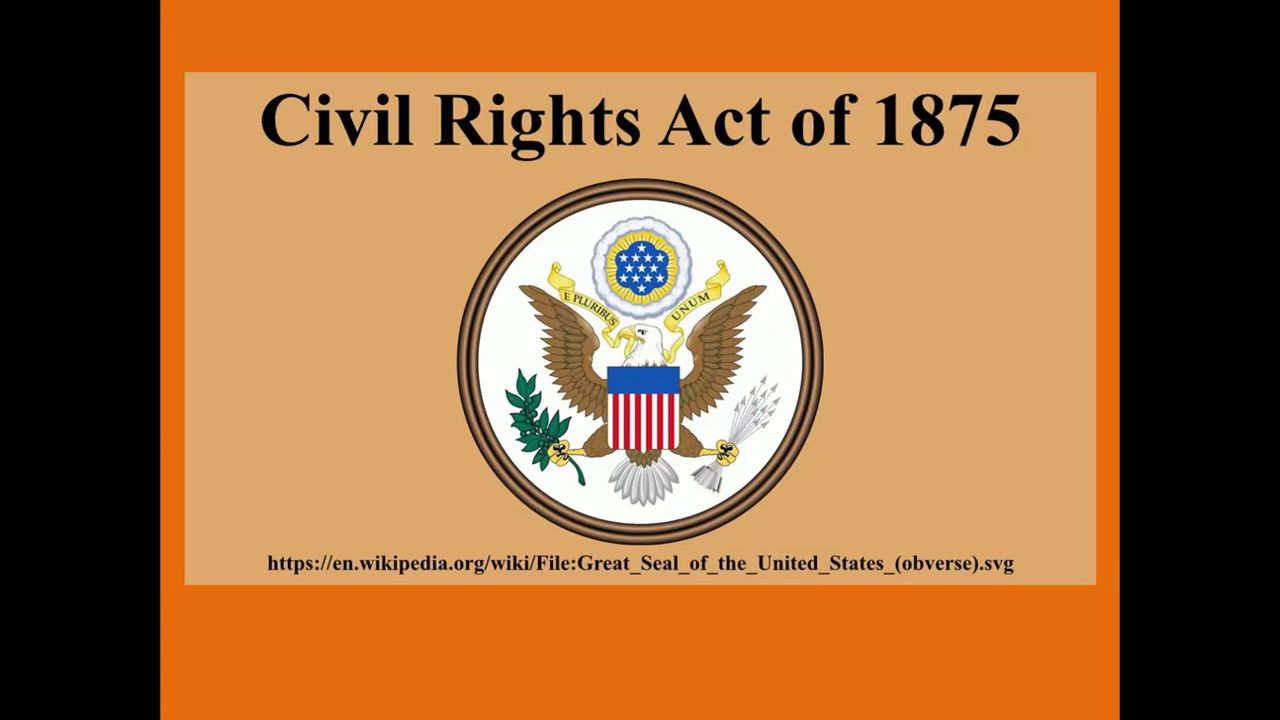 Civil Rights Act of 1875
E PLURIBUS UNUM
https://en.wikipedia.org/wiki/File:Great_Seal_of_the_United_States_(obverse).svg